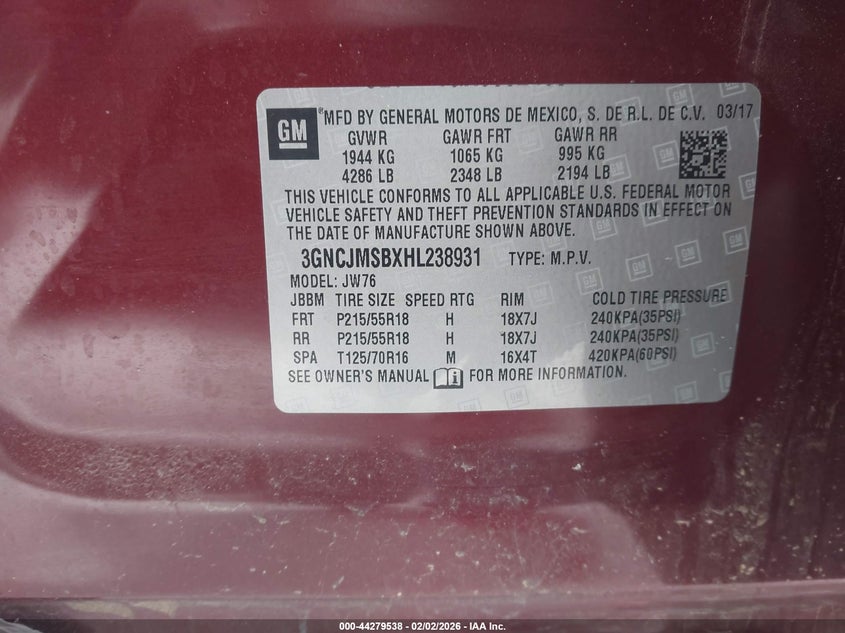 GM
®MFD BY GENERAL MOTORS DE MEXICO, S. DE R.L. DE C.V. 03/17
GVWR GAWR FRT GAWR RR
1944 KG 1065 KG 995 KG
4286 LB 2348 LB 2194 LB
THIS VEHICLE CONFORMS TO ALL APPLICABLE U.S. FEDERAL MOTOR
VEHICLE SAFETY AND THEFT PREVENTION STANDARDS IN EFFECT ON
THE DATE OF MANUFACTURE SHOWN ABOVE.
3GNCJMSBXHL238931 TYPE: M.P.V.
MODEL: JW76
JBBM TIRE SIZE SPEED RTG RIM COLD TIRE PRESSURE
FRT P215/55R18 H 18X7J 240KPA(35PSI)
RR P215/55R18 H 18X7J 240KPA(35PSI)
SPA T125/70R16 M 16X4T 420KPA(60PSI)
SEE OWNER'S MANUAL FOR MORE INFORMATION.
000-44279538 - 02/02/2026 - IAA Inc.